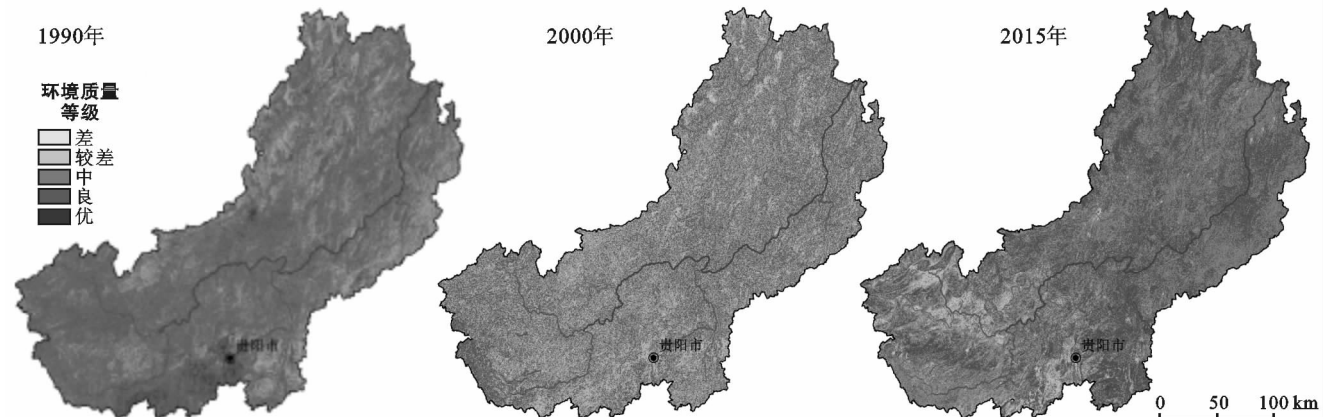 1990年
2000年
2015年
环境质量
等级
差
较差
中
良
优
贵阳市
贵阳市
贵阳市
0 50 100 km